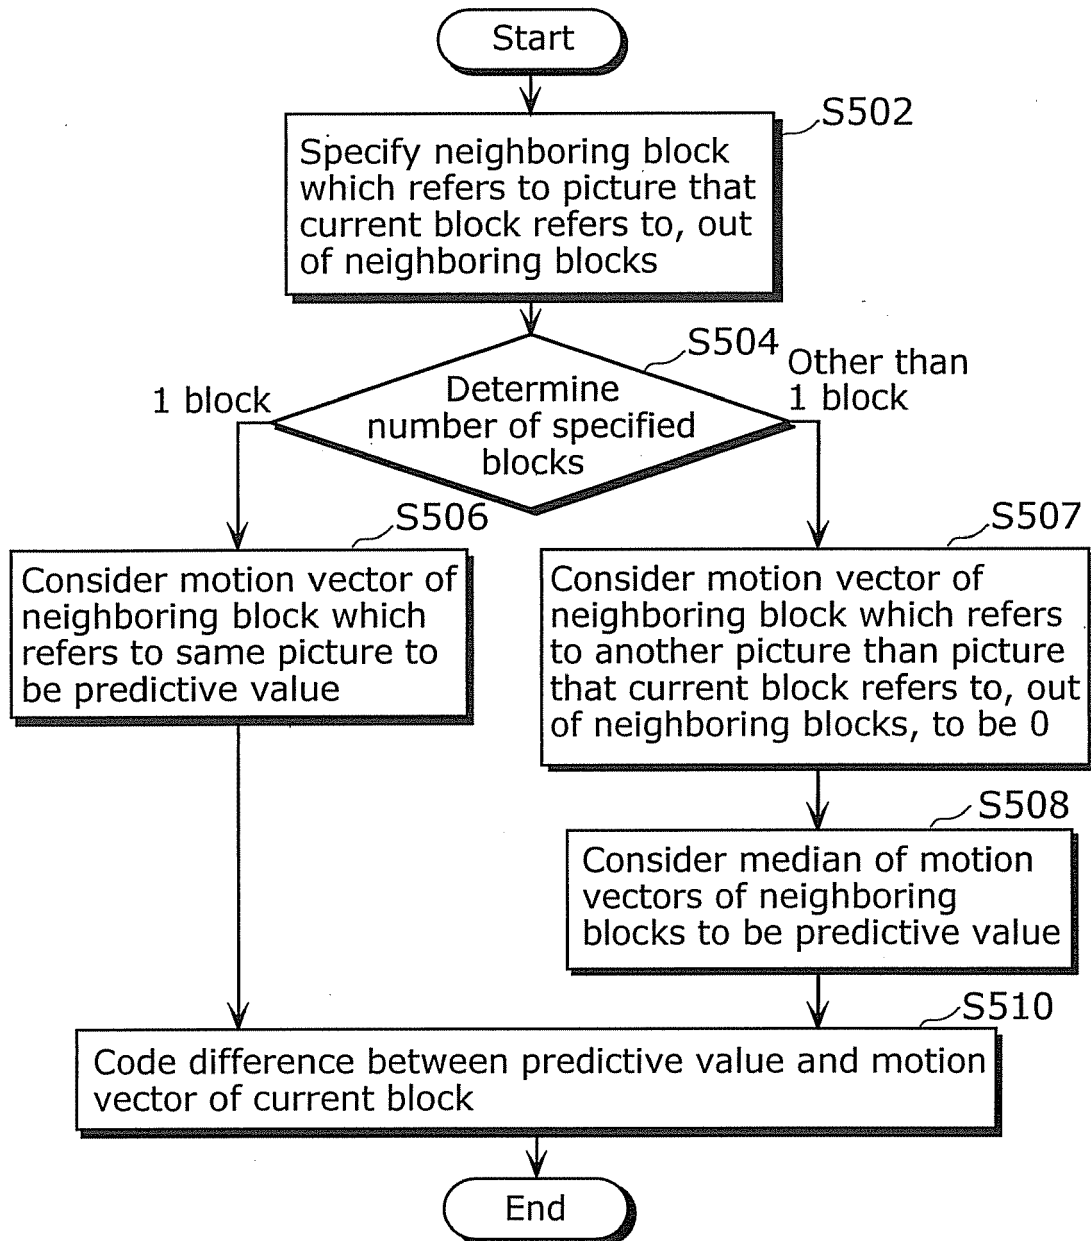 Start
S502
Specify neighboring block
which refers to picture that
current block refers to, out
of neighboring blocks
S504
Determine
number of specified
blocks
1 block
Other than
1 block
S506
Consider motion vector of
neighboring block which
refers to same picture to
be predictive value
S507
Consider motion vector of
neighboring block which refers
to another picture than picture
that current block refers to, out
of neighboring blocks, to be 0
S508
Consider median of motion
vectors of neighboring
blocks to be predictive value
S510
Code difference between predictive value and motion
vector of current block
End